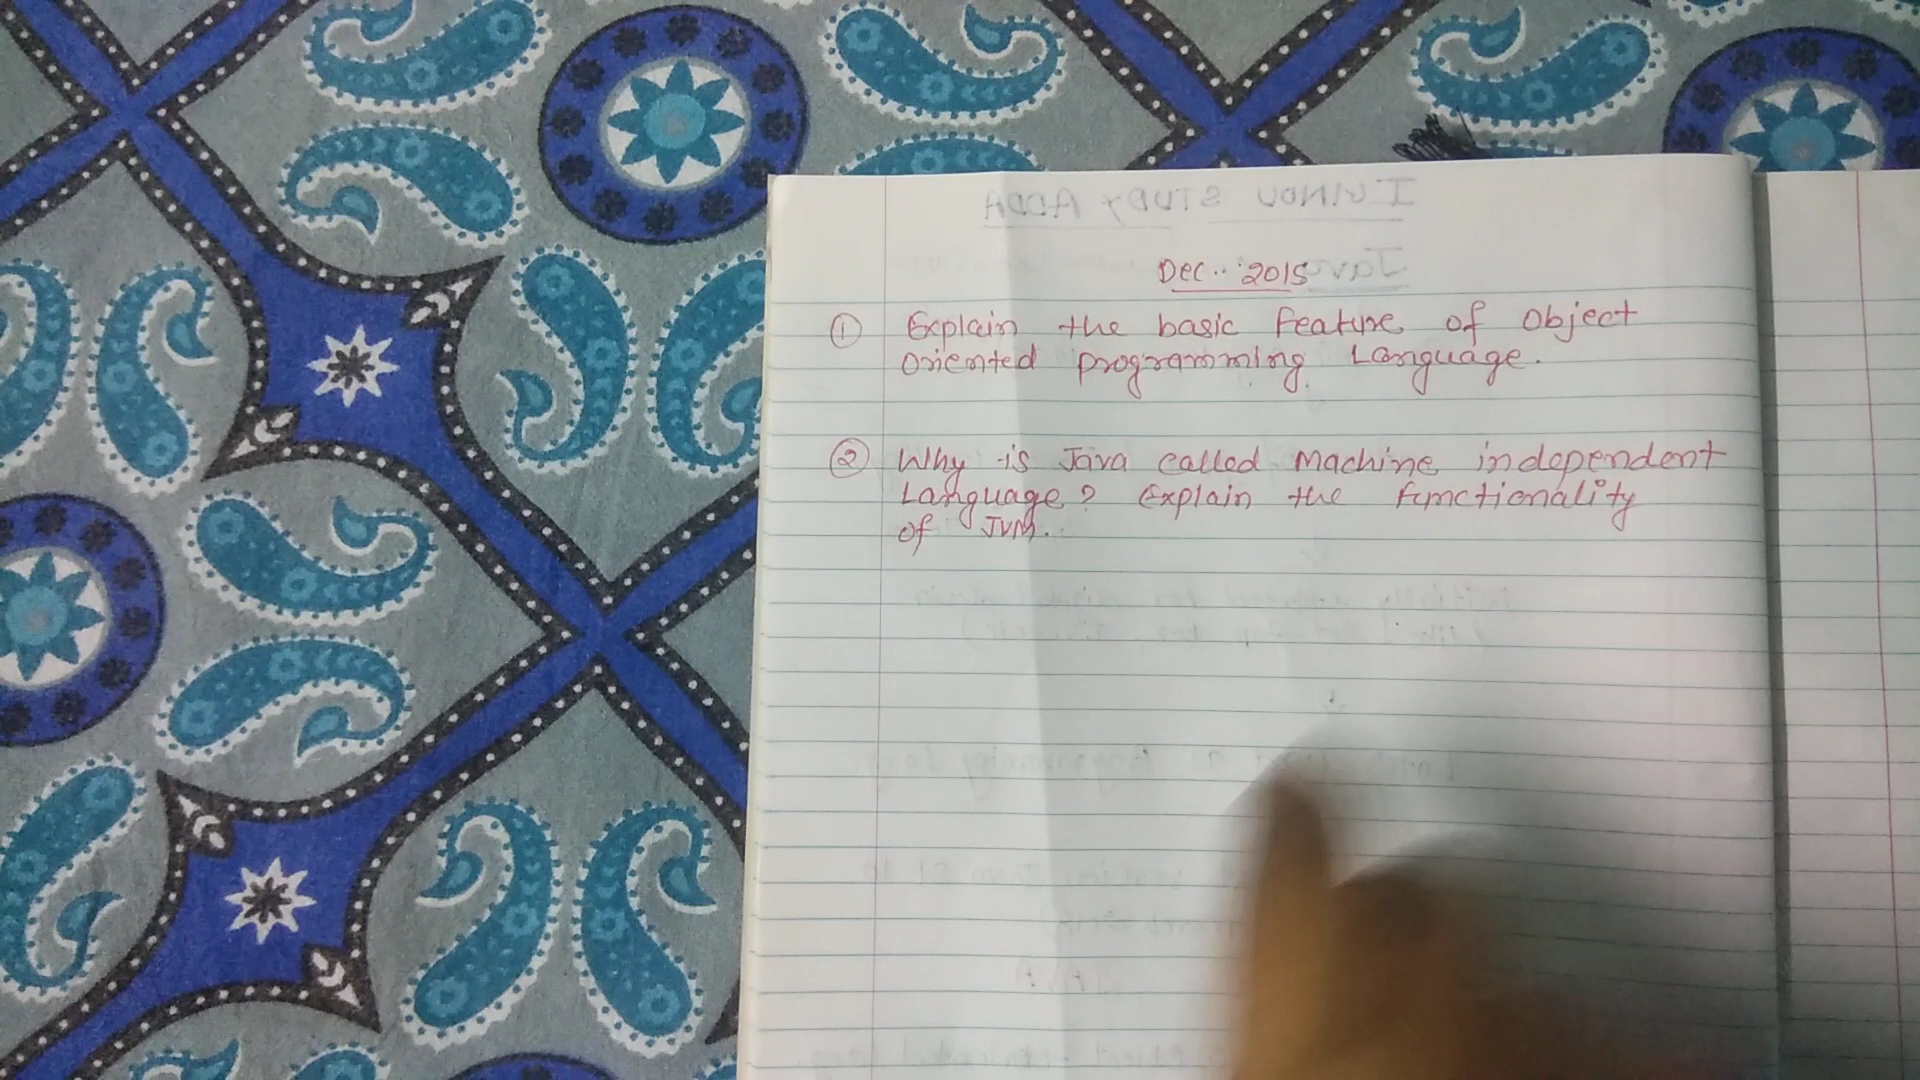 Dec.. 2015
① Explain the basic feature of object
oriented programming Language.
② Why is Java called machine independent
Language? Explain the functionality
of JVM.